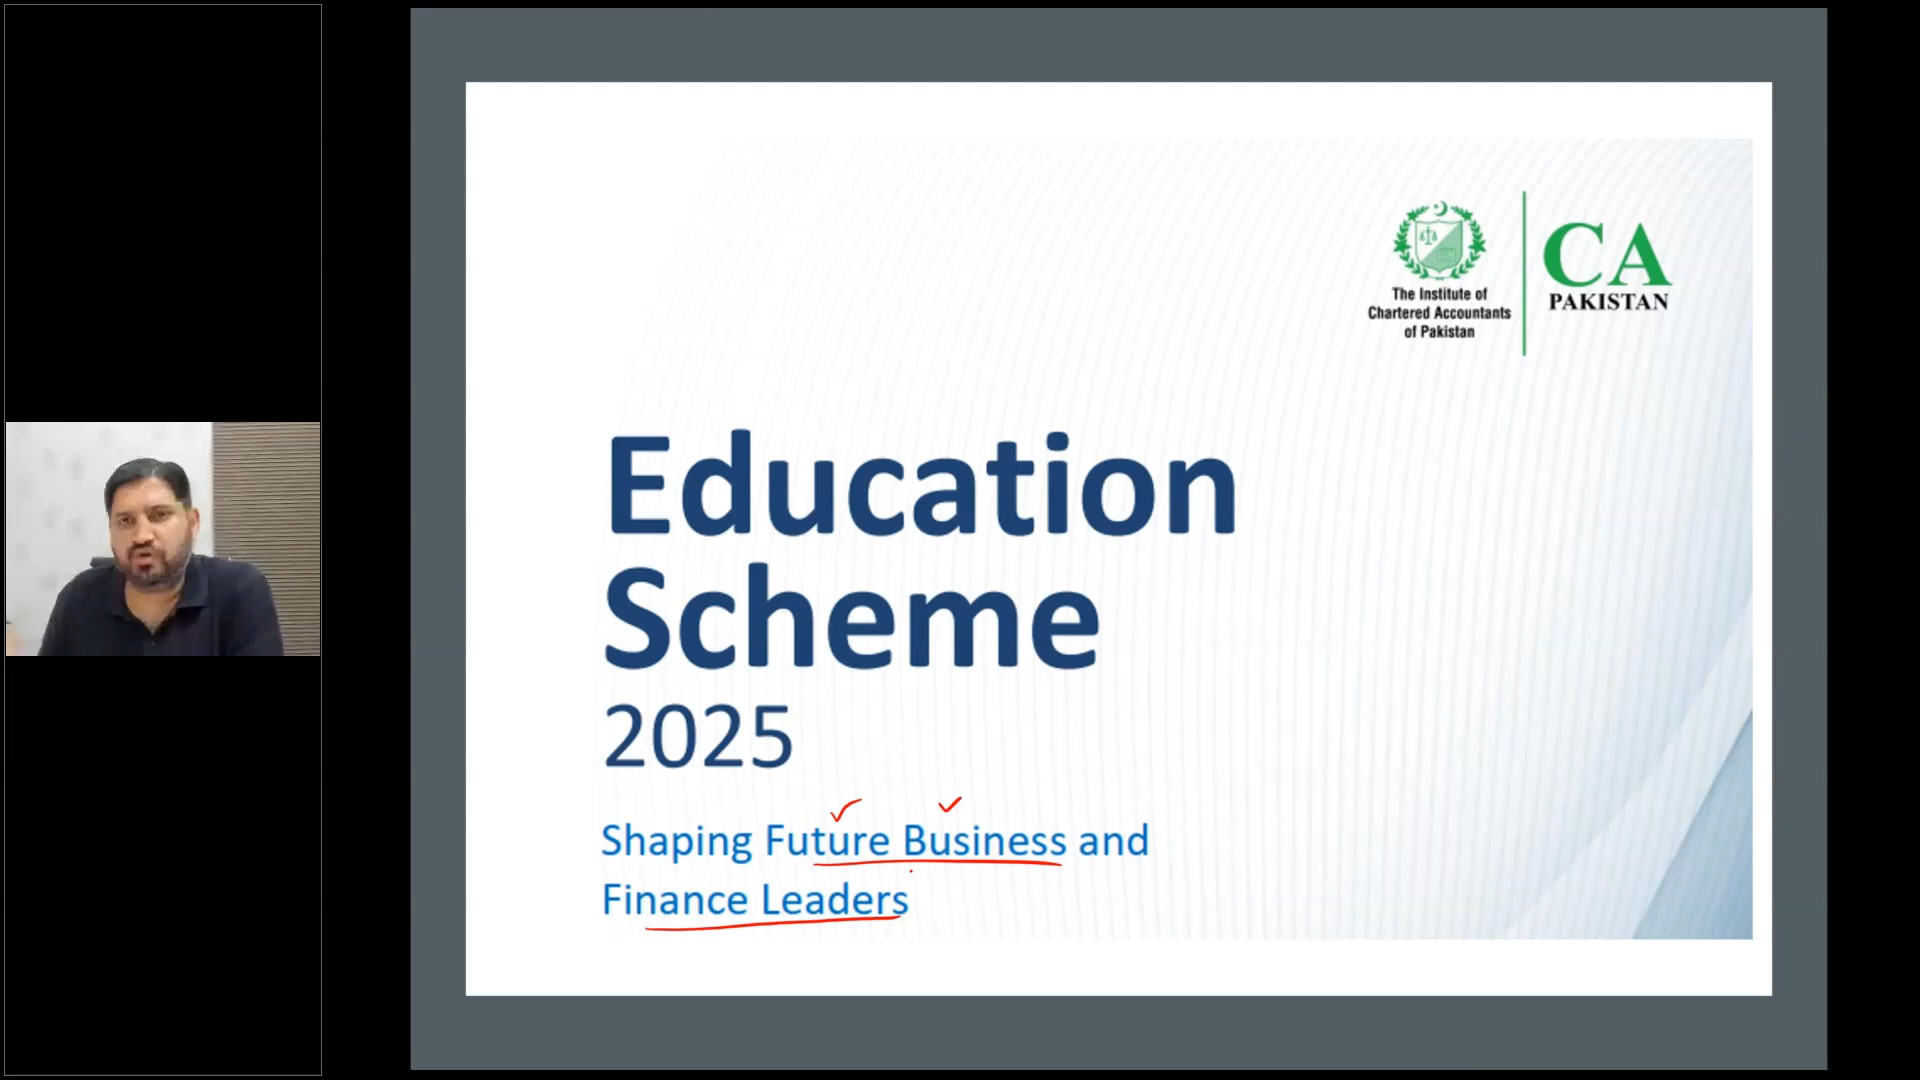 The Institute of
Chartered Accountants
of Pakistan
CA
PAKISTAN
Education
Scheme
2025
Shaping Future Business and
Finance Leaders